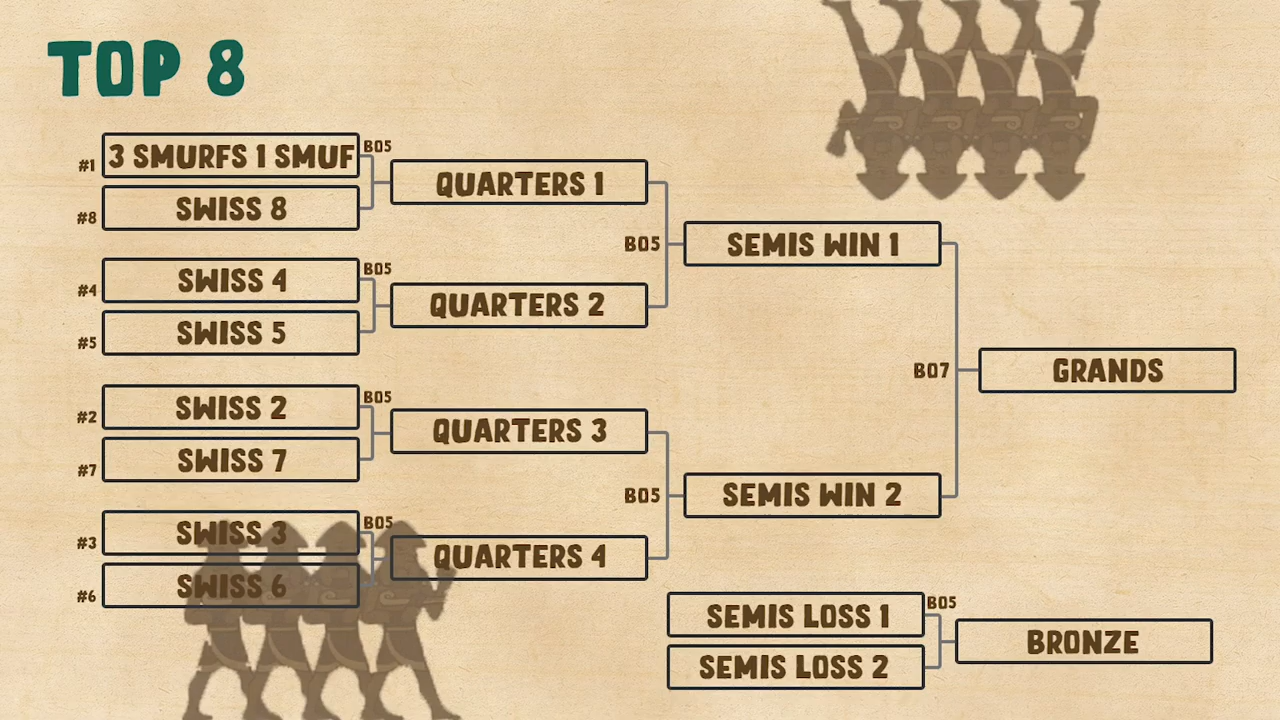 TOP 8
#1 3 SMURFS 1 SMUF
BO5
#8 SWISS 8
QUARTERS 1
#4 SWISS 4
BO5
#5 SWISS 5
QUARTERS 2
BO5
SEMIS WIN 1
#2 SWISS 2
BO5
#7 SWISS 7
QUARTERS 3
#3 SWISS 3
BO5
#6 SWISS 6
QUARTERS 4
BO5
SEMIS WIN 2
BO7
GRANDS
SEMIS LOSS 1
BO5
SEMIS LOSS 2
BRONZE